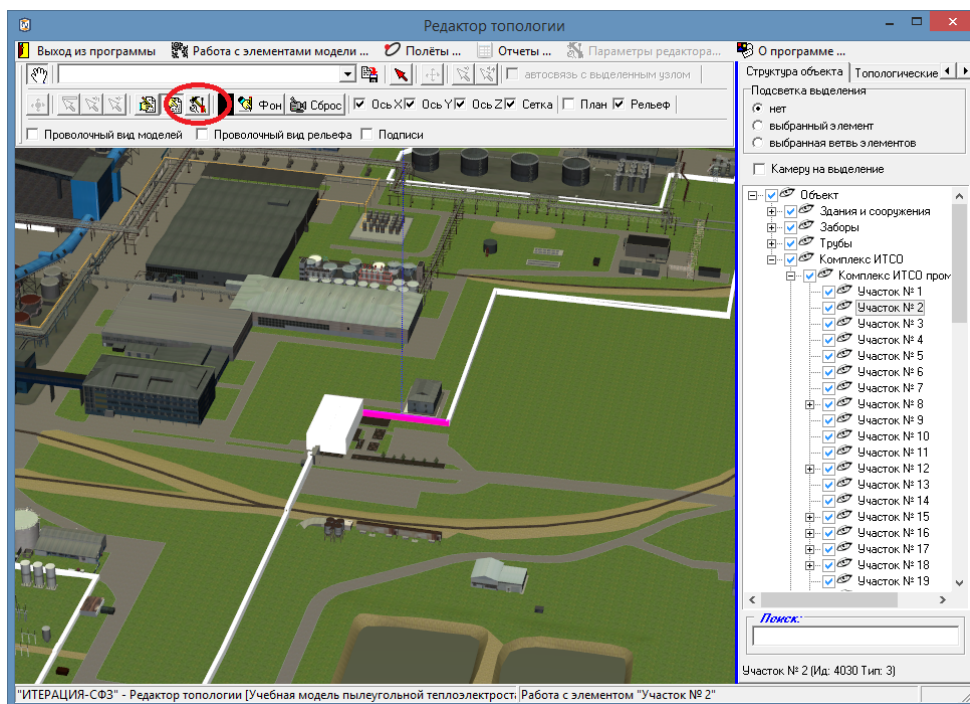 Редактор топологии
Выход из программы Работа с элементами модели ... Полёты ... Отчеты ... Параметры редактора... О программе ...
автосвязь с выделенным узлом
Фон Сброс Ось X Ось Y Ось Z Сетка План Рельеф
Проволочный вид моделей Проволочный вид рельефа Подписи
Структура объекта Топологические
Подсветка выделения
нет
выбранный элемент
выбранная ветвь элементов
Камеру на выделение
Объект
Здания и сооружения
Заборы
Трубы
Комплекс ИТСО
Комплекс ИТСО пром
Участок № 1
Участок № 2
Участок № 3
Участок № 4
Участок № 5
Участок № 6
Участок № 7
Участок № 8
Участок № 9
Участок № 10
Участок № 11
Участок № 12
Участок № 13
Участок № 14
Участок № 15
Участок № 16
Участок № 17
Участок № 18
Участок № 19
Поиск:
Участок № 2 (Ид: 4030 Тип: 3)
"ИТЕРАЦИЯ-СФЗ" - Редактор топологии [Учебная модель пылеугольной теплоэлектрост Работа с элементом "Участок № 2"